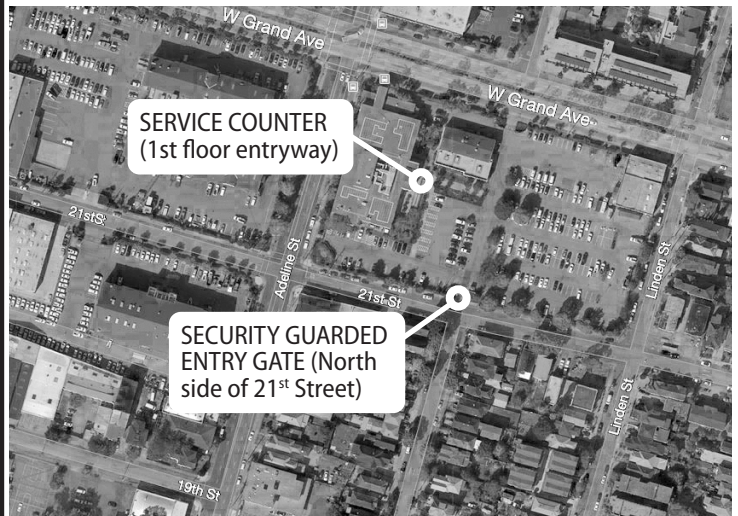 W Grand Ave
W Grand Ave
SERVICE COUNTER
(1st floor entryway)
21st St
Adeline St
21st St
Linden St
SECURITY GUARDED
ENTRY GATE (North
side of 21st Street)
Linden St
19th St